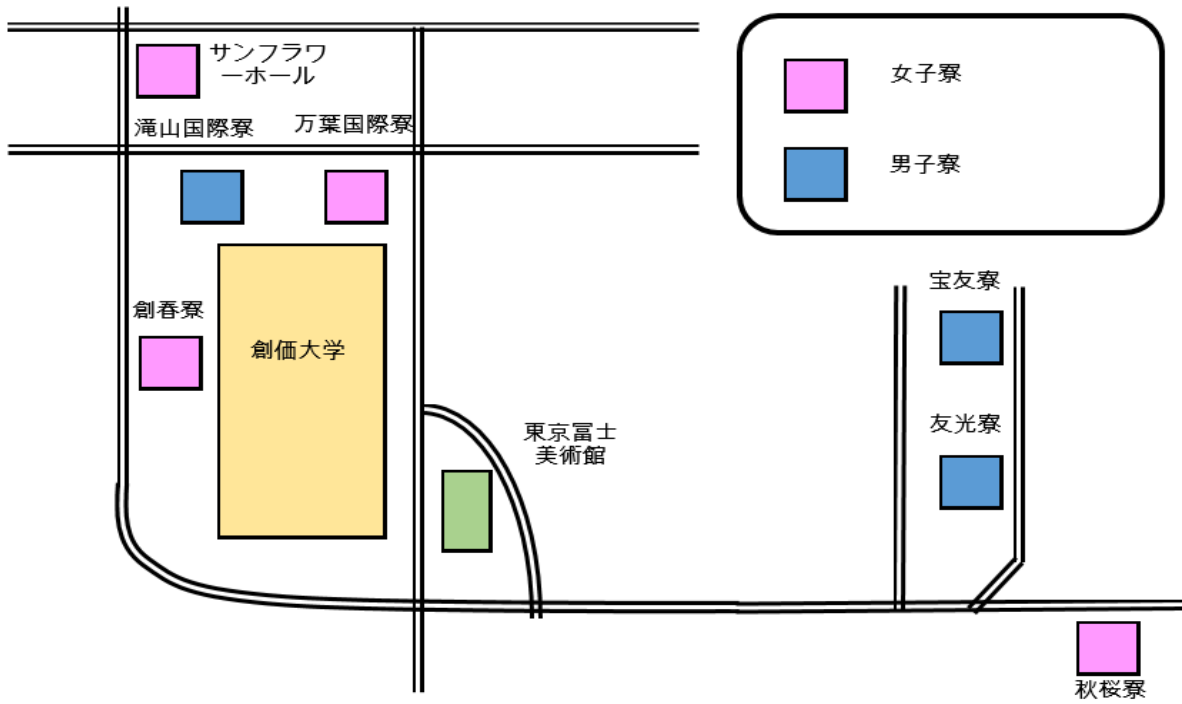 サンフラワ
ーホール
女子寮
滝山国際寮
万葉国際寮
男子寮
創春寮
創価大学
宝友寮
友光寮
東京冨士
美術館
秋桜寮